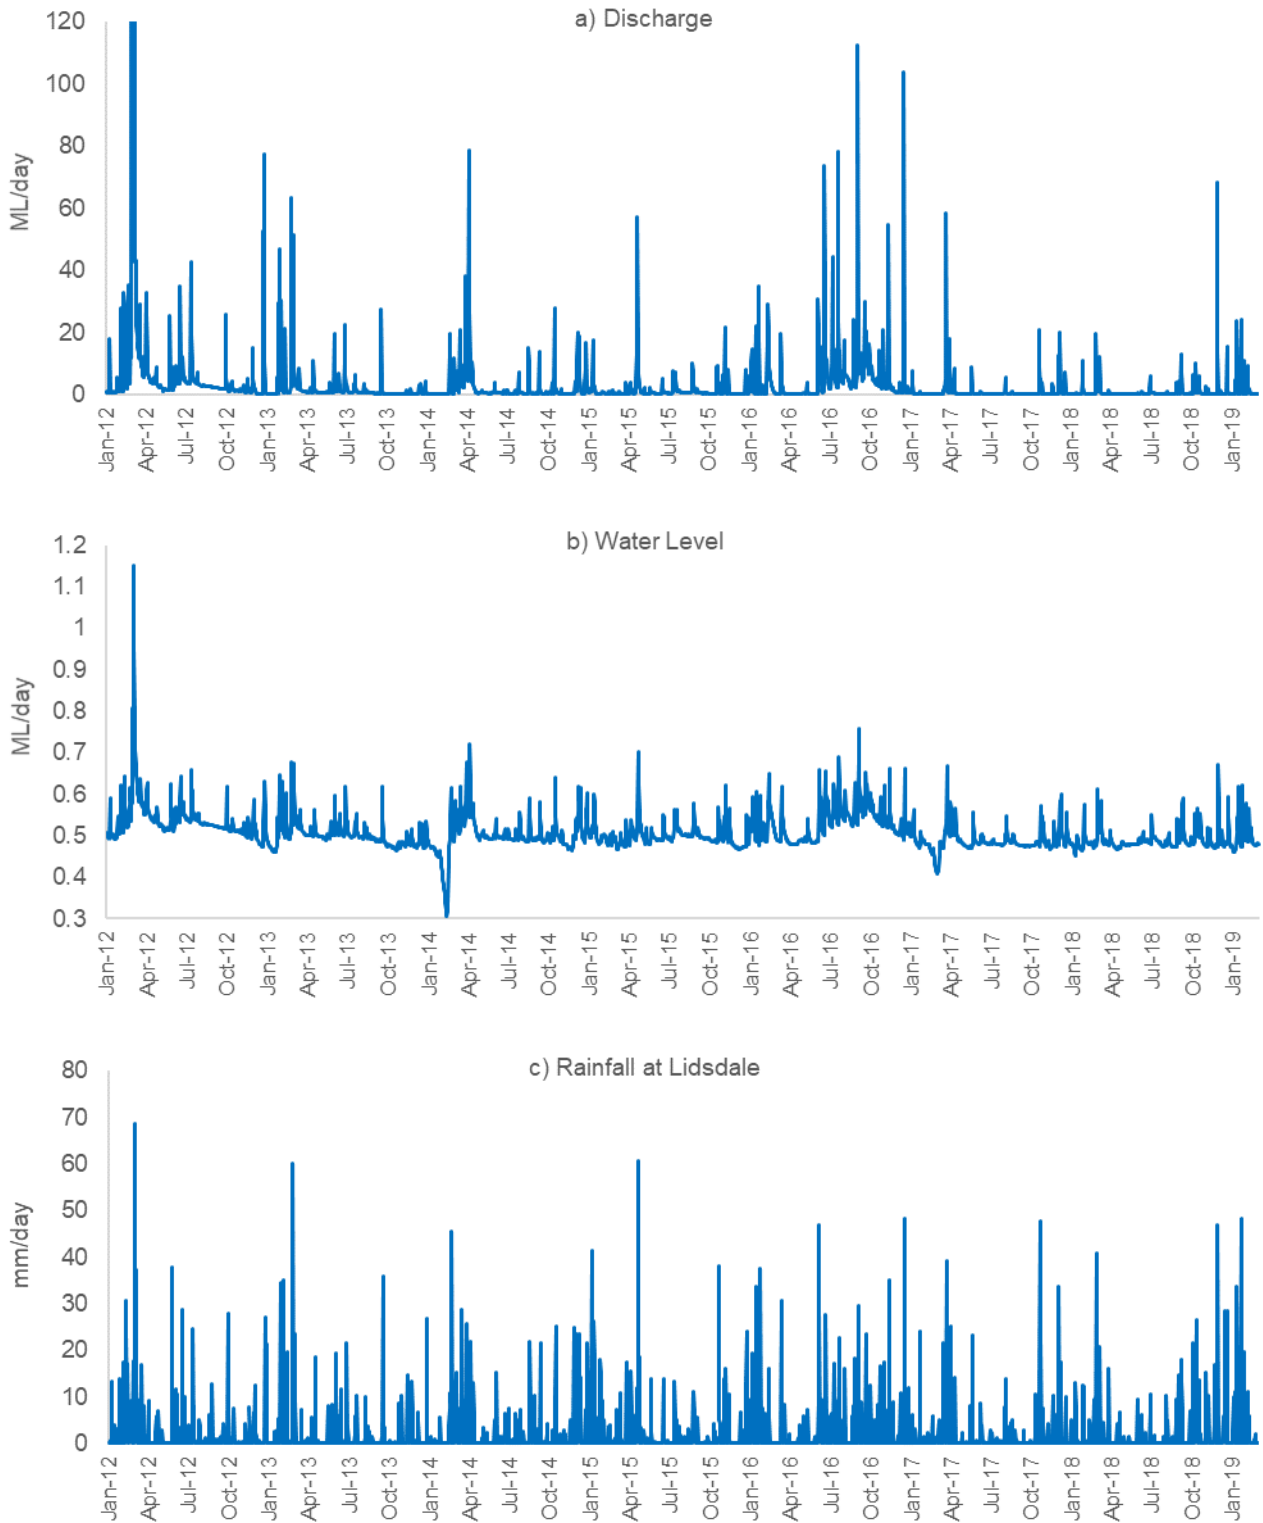 a) Discharge
ML/day
120
100
80
60
40
20
0
Jan-12 Apr-12 Jul-12 Oct-12 Jan-13 Apr-13 Jul-13 Oct-13 Jan-14 Apr-14 Jul-14 Oct-14 Jan-15 Apr-15 Jul-15 Oct-15 Jan-16 Apr-16 Jul-16 Oct-16 Jan-17 Apr-17 Jul-17 Oct-17 Jan-18 Apr-18 Jul-18 Oct-18 Jan-19
b) Water Level
ML/day
1.2
1.1
1
0.9
0.8
0.7
0.6
0.5
0.4
0.3
Jan-12 Apr-12 Jul-12 Oct-12 Jan-13 Apr-13 Jul-13 Oct-13 Jan-14 Apr-14 Jul-14 Oct-14 Jan-15 Apr-15 Jul-15 Oct-15 Jan-16 Apr-16 Jul-16 Oct-16 Jan-17 Apr-17 Jul-17 Oct-17 Jan-18 Apr-18 Jul-18 Oct-18 Jan-19
c) Rainfall at Lidsdale
mm/day
80
70
60
50
40
30
20
10
0
Jan-12 Apr-12 Jul-12 Oct-12 Jan-13 Apr-13 Jul-13 Oct-13 Jan-14 Apr-14 Jul-14 Oct-14 Jan-15 Apr-15 Jul-15 Oct-15 Jan-16 Apr-16 Jul-16 Oct-16 Jan-17 Apr-17 Jul-17 Oct-17 Jan-18 Apr-18 Jul-18 Oct-18 Jan-19